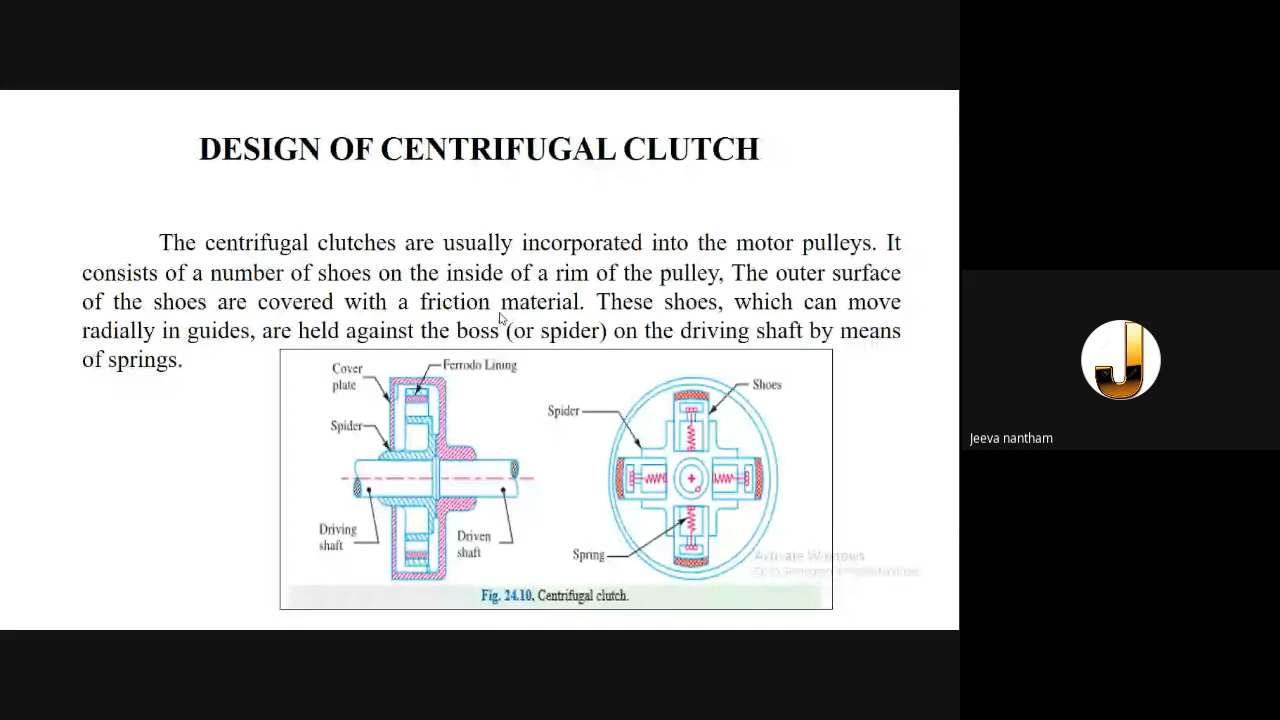 DESIGN OF CENTRIFUGAL CLUTCH
The centrifugal clutches are usually incorporated into the motor pulleys. It
consists of a number of shoes on the inside of a rim of the pulley, The outer surface
of the shoes are covered with a friction material. These shoes, which can move
radially in guides, are held against the boss (or spider) on the driving shaft by means
of springs.
Cover
plate
Ferrodo Lining
Spider
Driving
shaft
Driven
shaft
Spider
Shoes
Spring
Activate Windows
Fig. 24.10. Centrifugal clutch.
Jeeva nantham